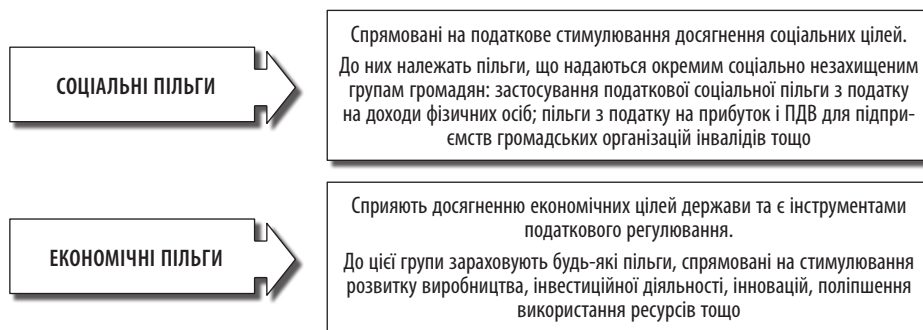 СОЦІАЛЬНІ ПІЛЬГИ
Спрямовані на податкове стимулювання досягнення соціальних цілей.
До них належать пільги, що надаються окремим соціально незахищеним
групам громадян: застосування податкової соціальної пільги з податку
на доходи фізичних осіб; пільги з податку на прибуток і ПДВ для підпри-
ємств громадських організацій інвалідів тощо
ЕКОНОМІЧНІ ПІЛЬГИ
Сприяють досягненню економічних цілей держави та є інструментами
податкового регулювання.
До цієї групи зараховують будь-які пільги, спрямовані на стимулювання
розвитку виробництва, інвестиційної діяльності, інновацій, поліпшення
використання ресурсів тощо